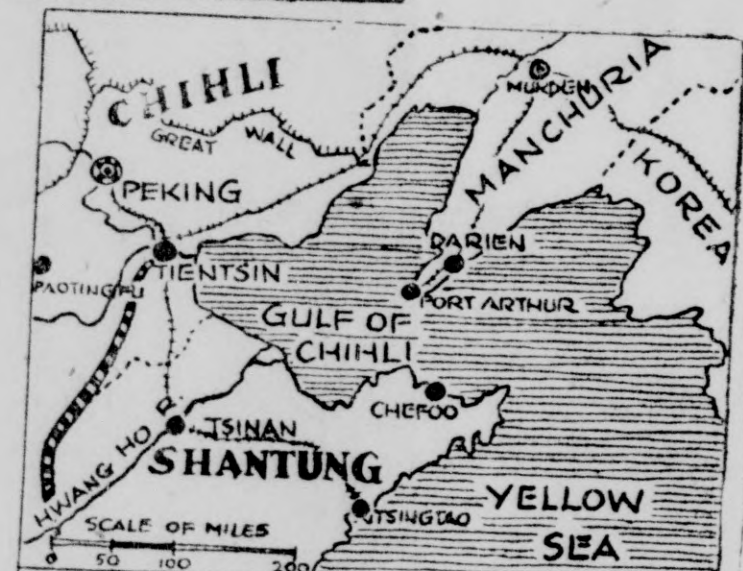 CHIHLI
GREAT WALL
MUKDEN
MANCHURIA
KOREA
PEKING
DARIEN
TIENTSIN
PAOTINGFU
PORT ARTHUR
GULF OF
CHIHLI
CHEFOO
HWANG HO R.
TSINAN
SHANTUNG
TSINGTAO
YELLOW
SEA
SCALE OF MILES
0 50 100 200